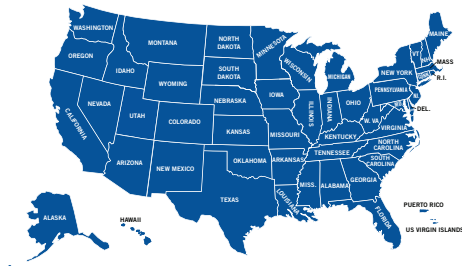 WASHINGTON
OREGON
CALIFORNIA
NEVADA
IDAHO
MONTANA
WYOMING
UTAH
ARIZONA
COLORADO
NEW MEXICO
NORTH
DAKOTA
SOUTH
DAKOTA
NEBRASKA
KANSAS
OKLAHOMA
TEXAS
MINNESOTA
IOWA
MISSOURI
ARKANSAS
LOUISIANA
WISCONSIN
ILLINOIS
MICHIGAN
INDIANA
OHIO
KENTUCKY
TENNESSEE
MISS.
ALABAMA
GEORGIA
FLORIDA
SOUTH
CAROLINA
NORTH
CAROLINA
VIRGINIA
W. VA
PENNSYLVANIA
NEW YORK
VT
NH
MAINE
MASS
R.I.
DEL.
ALASKA
HAWAII
PUERTO RICO
US VIRGIN ISLANDS